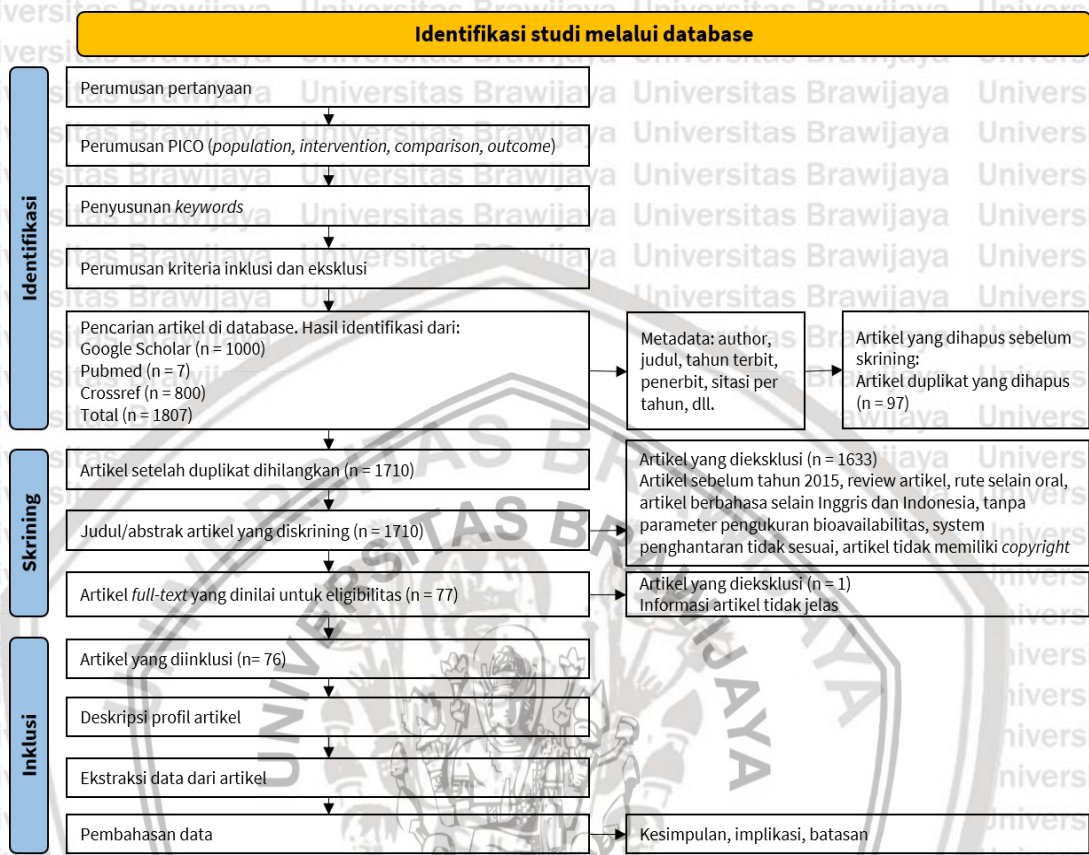 Identifikasi studi melalui database
Identifikasi
Perumusan pertanyaan
Perumusan PICO (population, intervention, comparison, outcome)
Penyusunan keywords
Perumusan kriteria inklusi dan eksklusi
Pencarian artikel di database. Hasil identifikasi dari:
Google Scholar (n = 1000)
Pubmed (n = 7)
Crossref (n = 800)
Total (n = 1807)
Metadata: author,
judul, tahun terbit,
penerbit, sitasi per
tahun, dll.
Artikel yang dihapus sebelum
skrining:
Artikel duplikat yang dihapus
(n = 97)
Skrining
Artikel setelah duplikat dihilangkan (n = 1710)
Judul/abstrak artikel yang diskrining (n = 1710)
Artikel yang dieksklusi (n = 1633)
Artikel sebelum tahun 2015, review artikel, rute selain oral,
artikel berbahasa selain Inggris dan Indonesia, tanpa
parameter pengukuran bioavailabilitas, system
penghantaran tidak sesuai, artikel tidak memiliki copyright
Artikel full-text yang dinilai untuk eligibilitas (n = 77)
Artikel yang dieksklusi (n = 1)
Informasi artikel tidak jelas
Inklusi
Artikel yang diinklusi (n= 76)
Deskripsi profil artikel
Ekstraksi data dari artikel
Pembahasan data
Kesimpulan, implikasi, batasan
UNIVERSITAS BRAWIJAYA